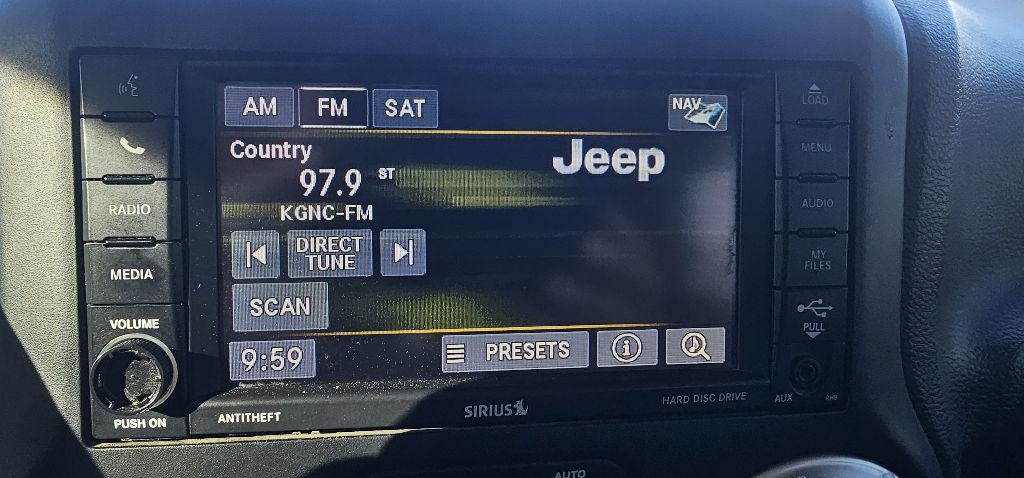 AM FM SAT NAV
LOAD
Country
Jeep
MENU
97.9 ST
RADIO
KGNC-FM
AUDIO
DIRECT
TUNE
MY
FILES
MEDIA
SCAN
VOLUME
PULL
9:59
PRESETS
PUSH ON
ANTITHEFT
SIRIUS
HARD DISC DRIVE
AUX
RHB
AUTO